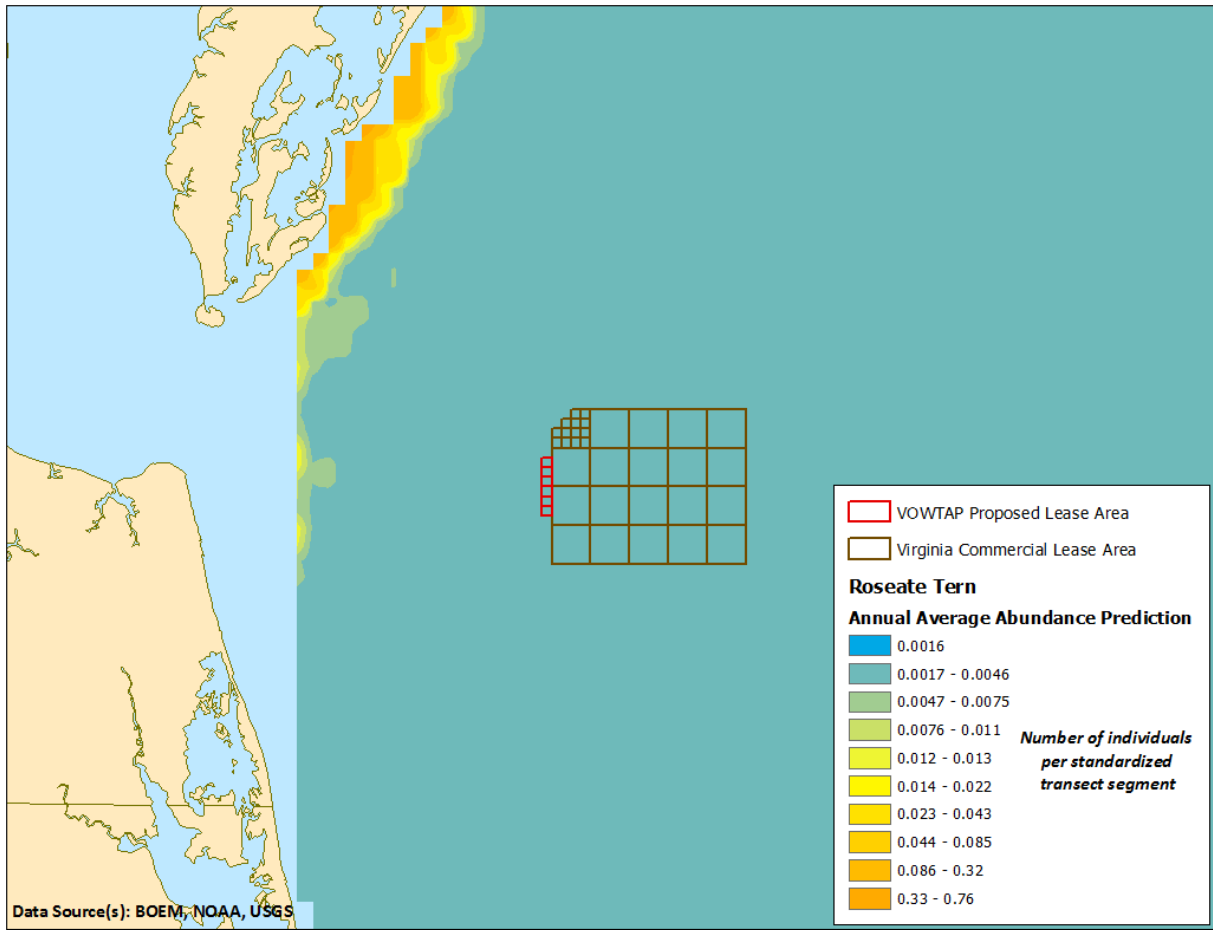 VOWTAP Proposed Lease Area
Virginia Commercial Lease Area
Roseate Tern
Annual Average Abundance Prediction
0.0016
0.0017 - 0.0046
0.0047 - 0.0075
0.0076 - 0.011
0.012 - 0.013
0.014 - 0.022
0.023 - 0.043
0.044 - 0.085
0.086 - 0.32
0.33 - 0.76
Number of individuals
per standardized
transect segment
Data Source(s): BOEM, NOAA, USGS